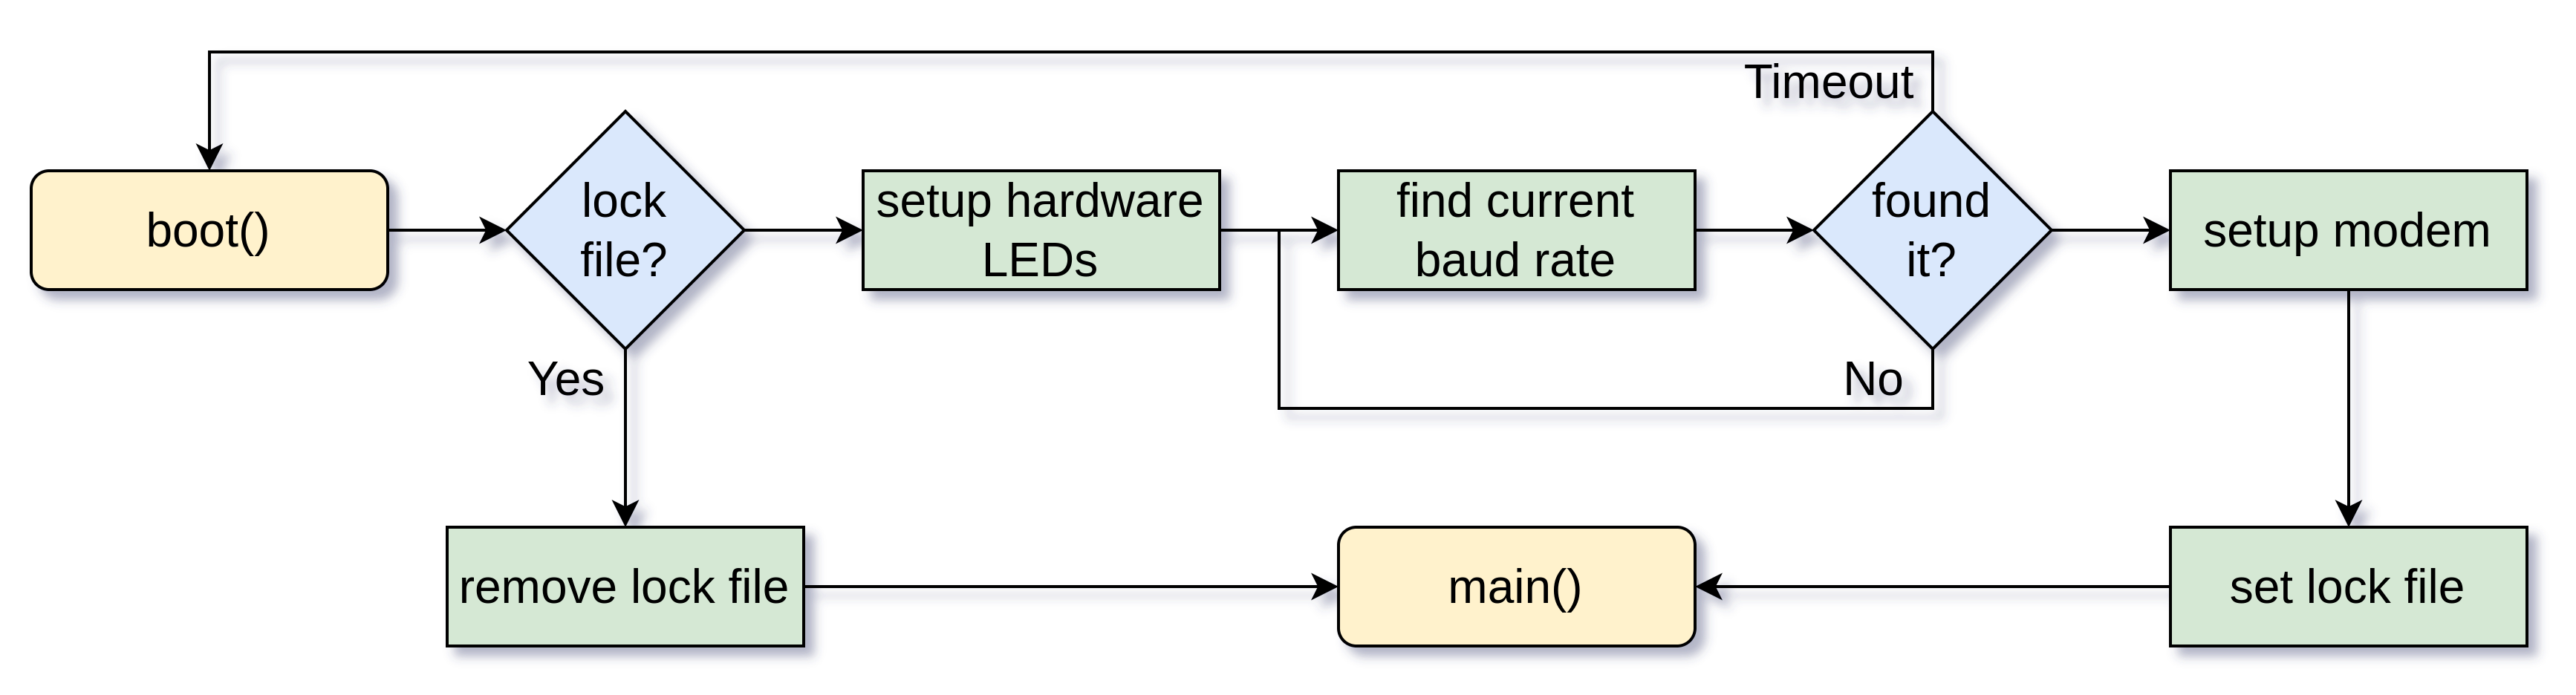 Timeout
boot()
lock
file?
setup hardware
LEDs
find current
baud rate
found
it?
setup modem
Yes
No
remove lock file
main()
set lock file